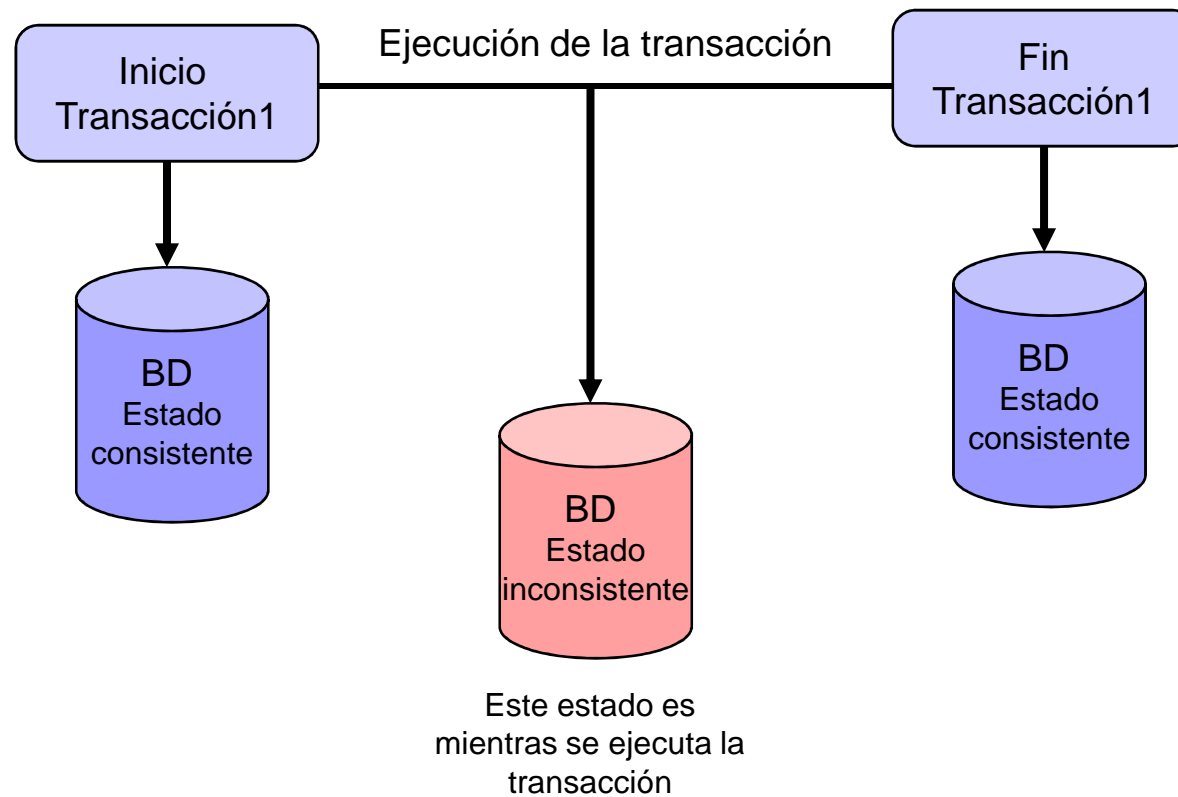 Inicio
Transacción1
Ejecución de la transacción
Fin
Transacción1
BD
Estado
consistente
BD
Estado
inconsistente
BD
Estado
consistente
Este estado es
mientras se ejecuta la
transacción